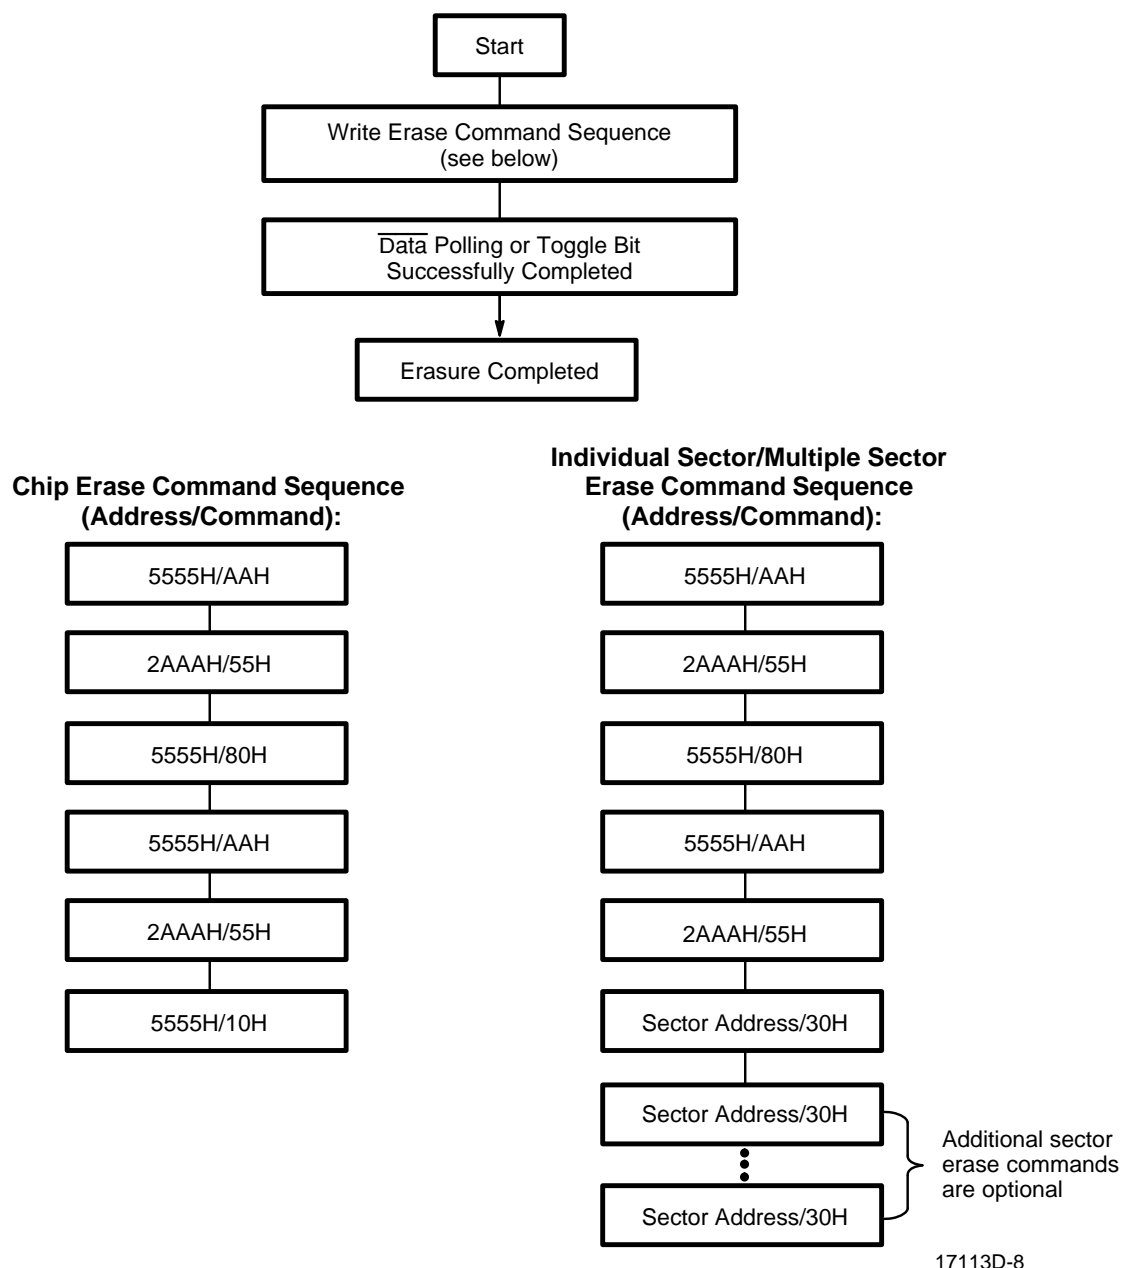 Start
Write Erase Command Sequence
(see below)
Data Polling or Toggle Bit
Successfully Completed
Erasure Completed
Chip Erase Command Sequence
(Address/Command):
5555H/AAH
2AAAH/55H
5555H/80H
5555H/AAH
2AAAH/55H
5555H/10H
Individual Sector/Multiple Sector
Erase Command Sequence
(Address/Command):
5555H/AAH
2AAAH/55H
5555H/80H
5555H/AAH
2AAAH/55H
Sector Address/30H
Sector Address/30H
Sector Address/30H
Additional sector
erase commands
are optional
17113D-8